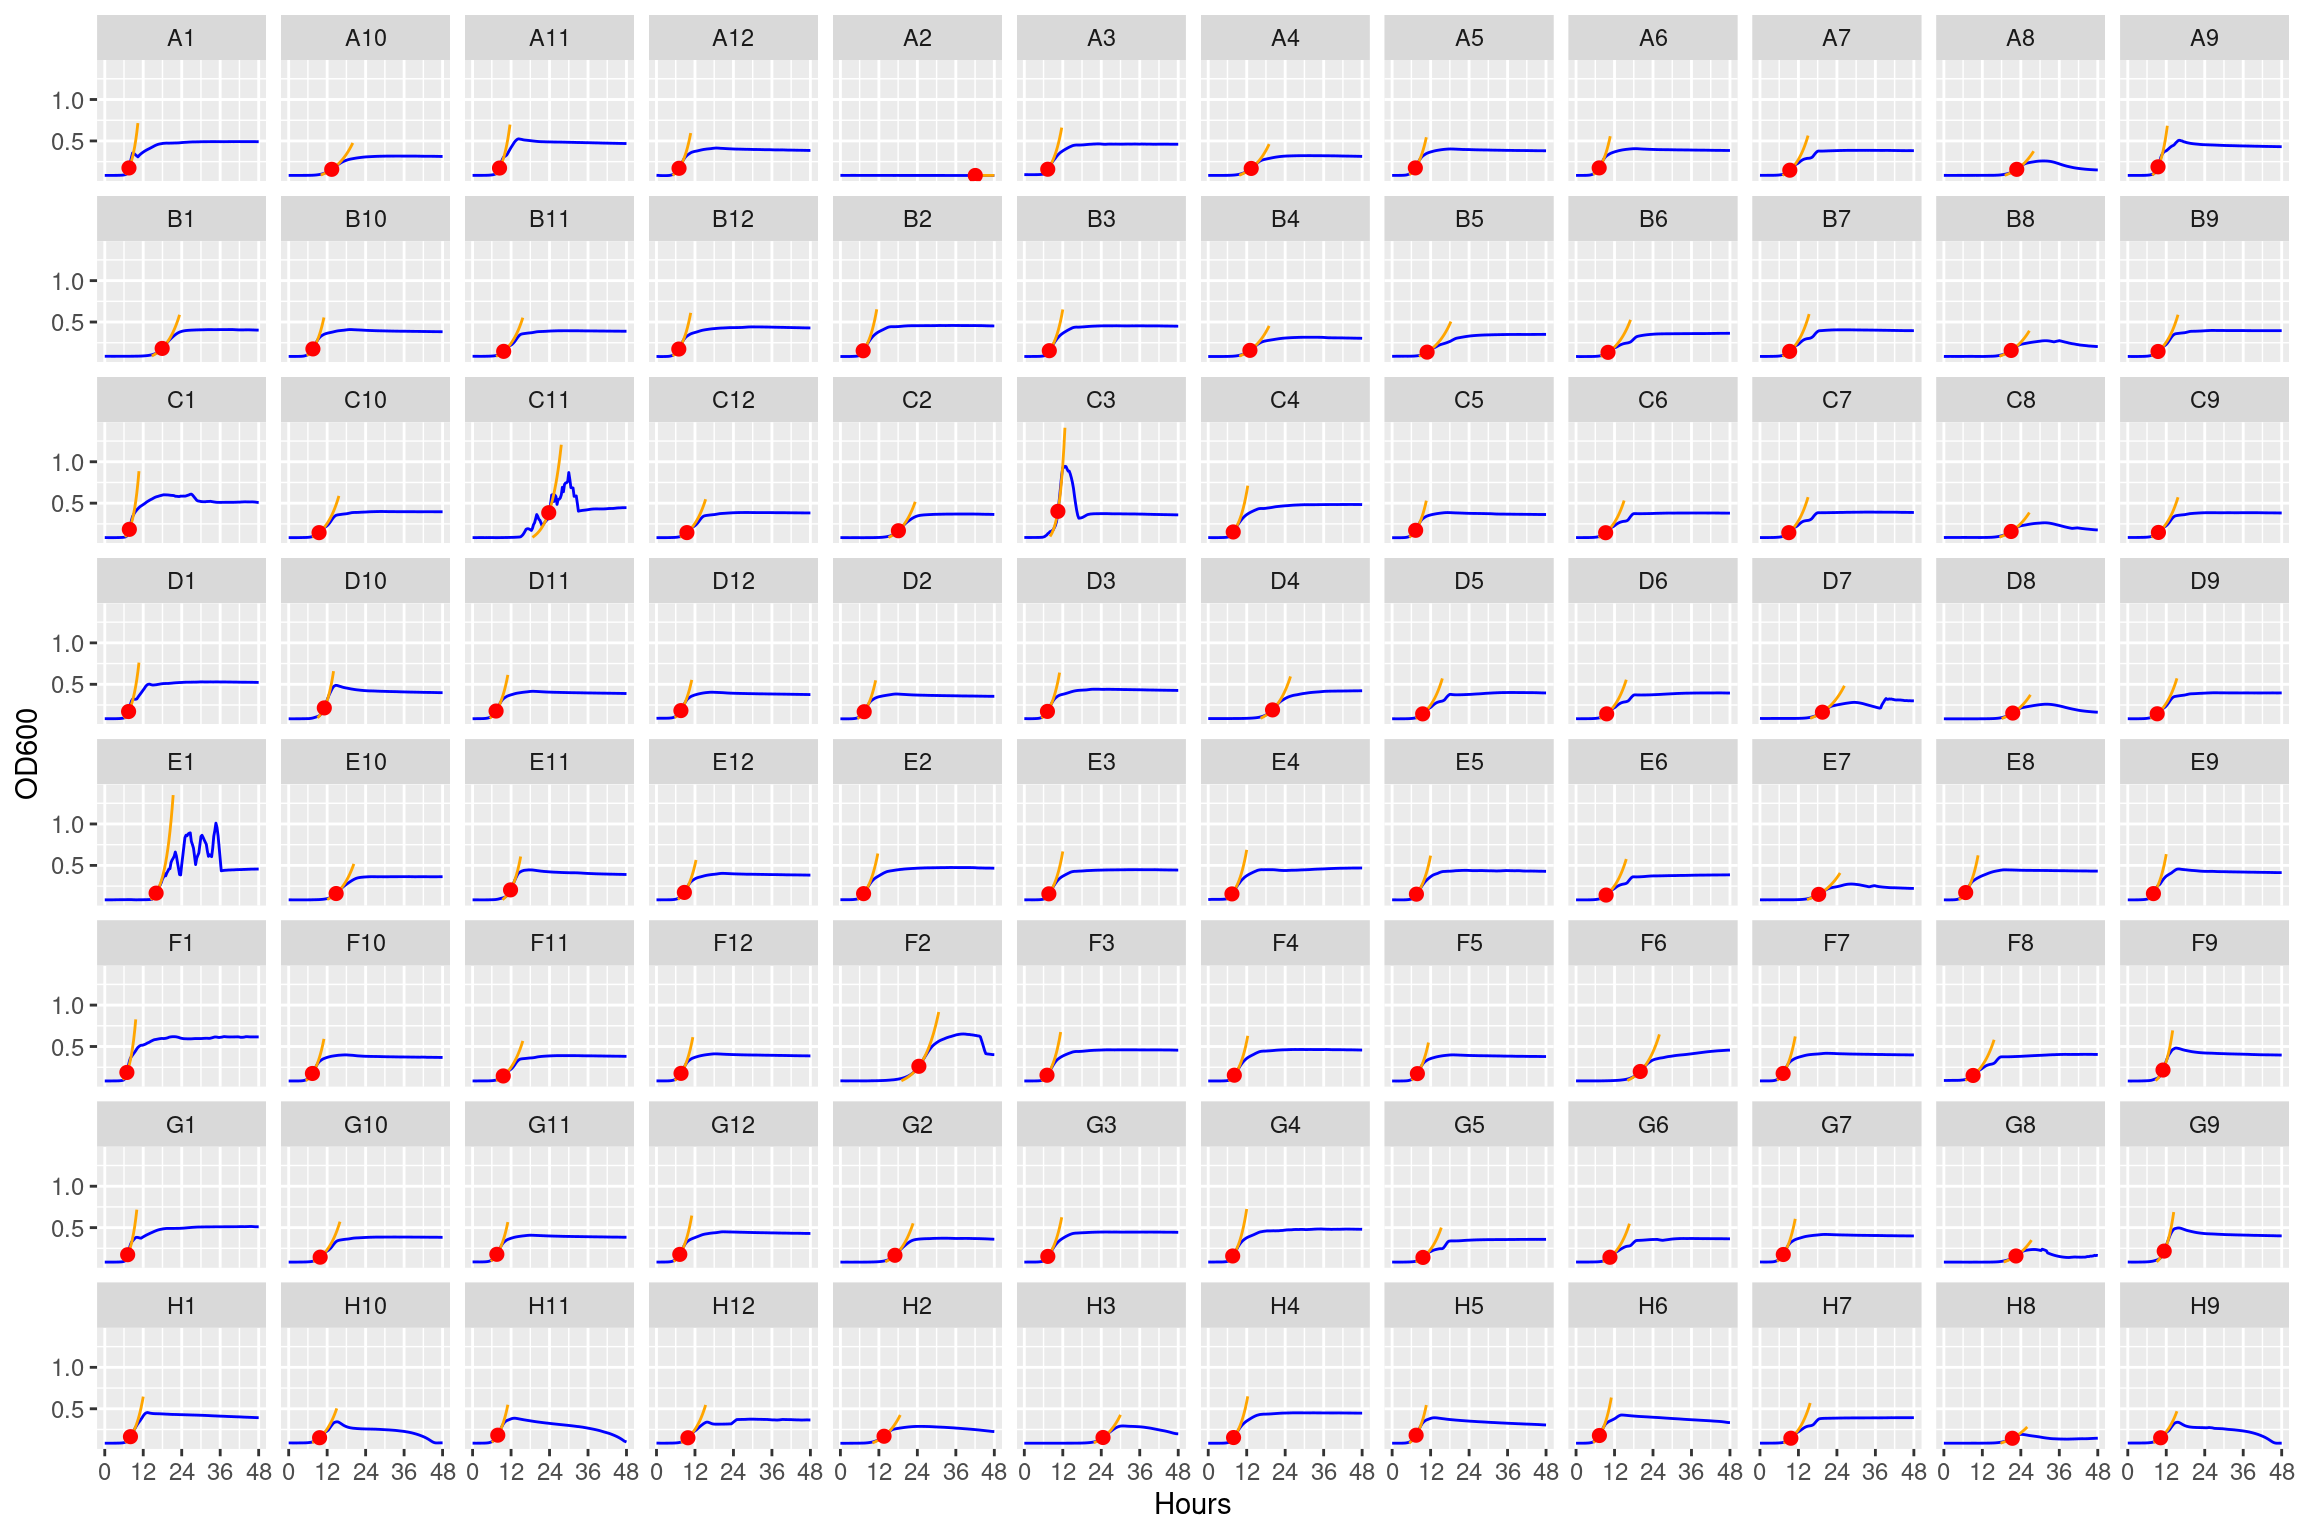 A1 A10 A11 A12 A2 A3 A4 A5 A6 A7 A8 A9
1.0
0.5
B1 B10 B11 B12 B2 B3 B4 B5 B6 B7 B8 B9
1.0
0.5
C1 C10 C11 C12 C2 C3 C4 C5 C6 C7 C8 C9
1.0
0.5
D1 D10 D11 D12 D2 D3 D4 D5 D6 D7 D8 D9
1.0
0.5
OD600
E1 E10 E11 E12 E2 E3 E4 E5 E6 E7 E8 E9
1.0
0.5
F1 F10 F11 F12 F2 F3 F4 F5 F6 F7 F8 F9
1.0
0.5
G1 G10 G11 G12 G2 G3 G4 G5 G6 G7 G8 G9
1.0
0.5
H1 H10 H11 H12 H2 H3 H4 H5 H6 H7 H8 H9
1.0
0.5
0 12 24 36 48 0 12 24 36 48 0 12 24 36 48 0 12 24 36 48 0 12 24 36 48 0 12 24 36 48 0 12 24 36 48 0 12 24 36 48 0 12 24 36 48 0 12 24 36 48 0 12 24 36 48 0 12 24 36 48
Hours